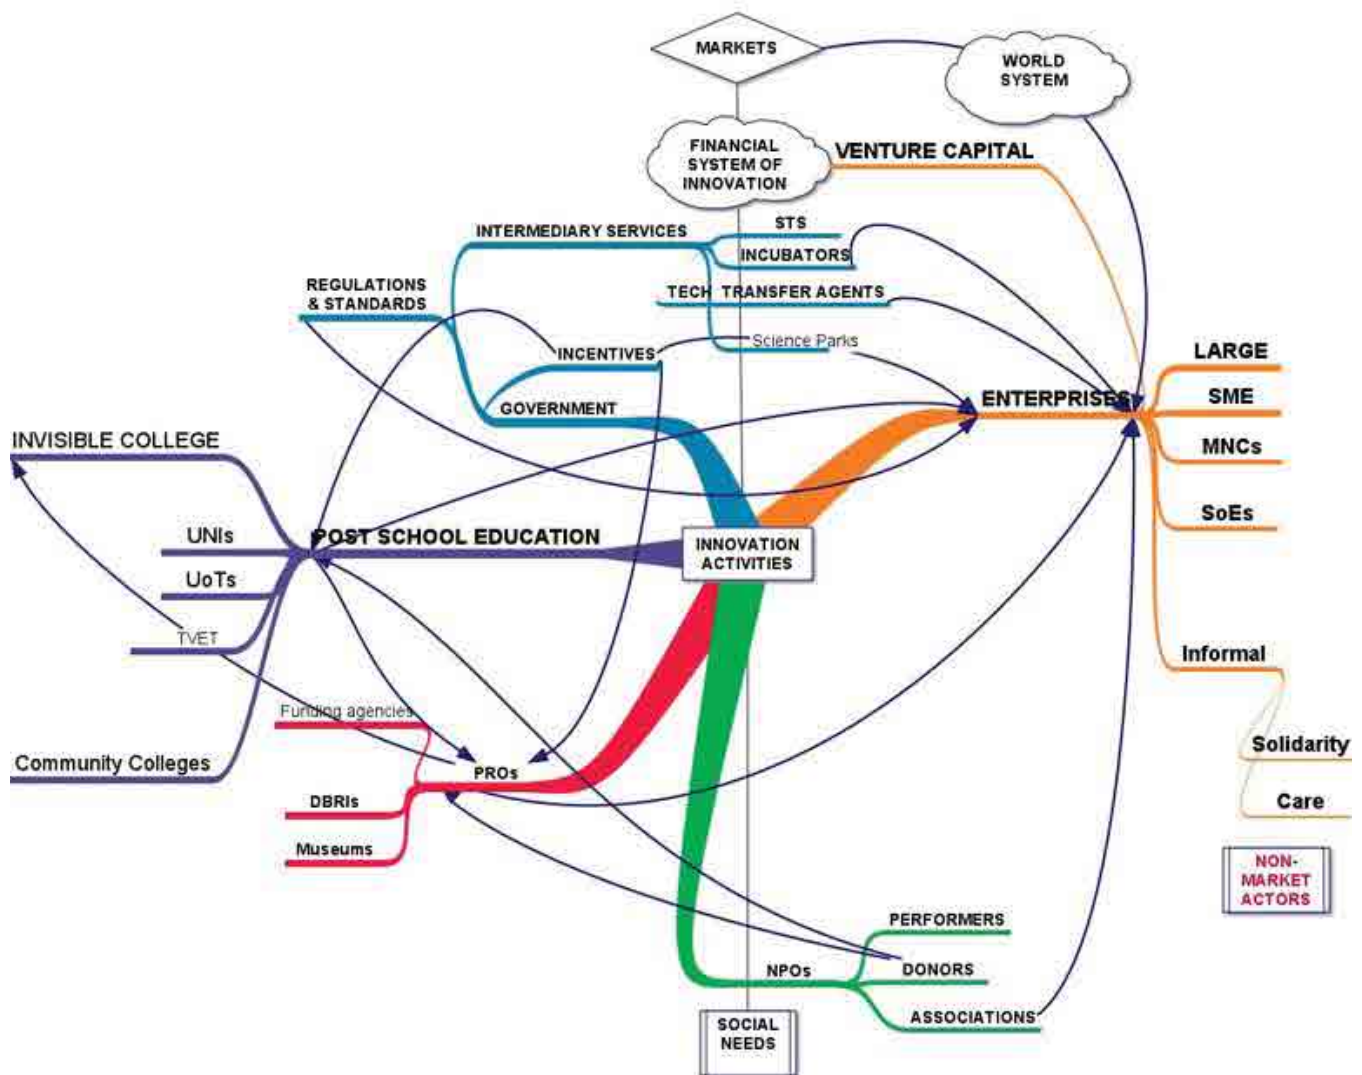 MARKETS
WORLD
SYSTEM
FINANCIAL
SYSTEM OF
INNOVATION
VENTURE CAPITAL
INTERMEDIARY SERVICES
STS
INCUBATORS
REGULATIONS
& STANDARDS
TECH TRANSFER AGENTS
Science Parks
INCENTIVES
GOVERNMENT
ENTERPRISES
LARGE
SME
MNCs
SoEs
INVISIBLE COLLEGE
UNIs
UoTs
TVET
Community Colleges
POST SCHOOL EDUCATION
INNOVATION
ACTIVITIES
Informal
Solidarity
Care
NON-
MARKET
ACTORS
Funding agencies
PROs
DBRIs
Museums
PERFORMERS
NPOs
DONORS
ASSOCIATIONS
SOCIAL
NEEDS